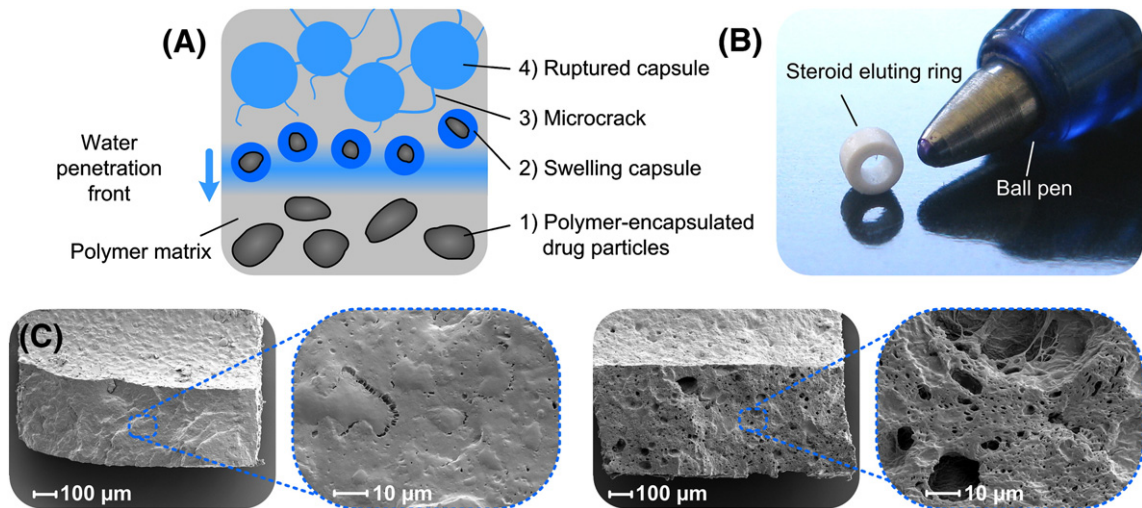 (A)
4) Ruptured capsule
3) Microcrack
Water
penetration
front
2) Swelling capsule
1) Polymer-encapsulated
drug particles
Polymer matrix
(B)
Steroid eluting ring
Ball pen
(C)
100 μm
10 μm
100 μm
10 μm